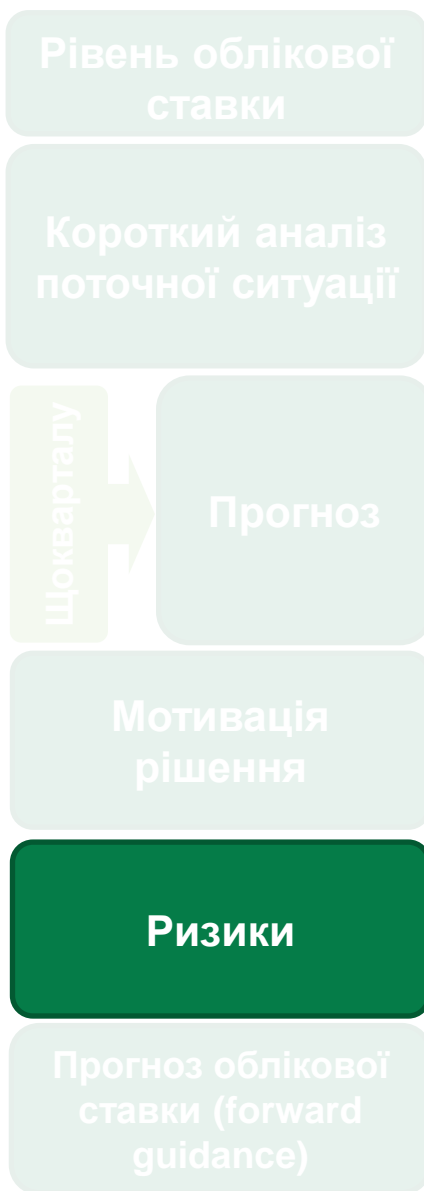 Рівень облікової
ставки
Короткий аналіз
поточної ситуації
Щокварталу
Прогноз
Мотивація
рішення
Ризики
Прогноз облікової
ставки (forward
guidance)